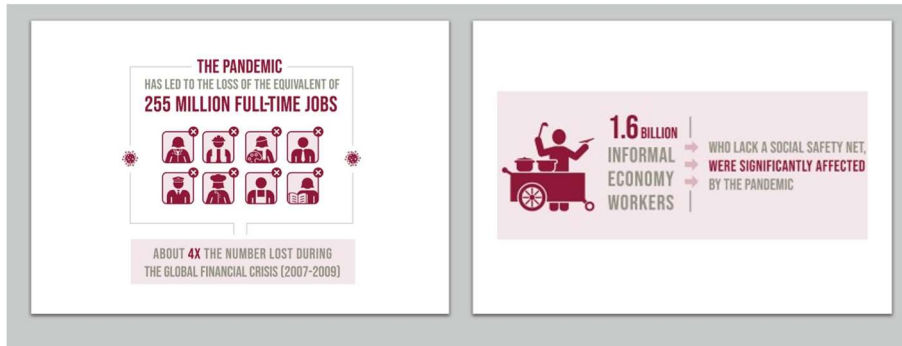 THE PANDEMIC
HAS LED TO THE LOSS OF THE EQUIVALENT OF
255 MILLION FULL-TIME JOBS
ABOUT 4X THE NUMBER LOST DURING
THE GLOBAL FINANCIAL CRISIS (2007-2009)
1.6 BILLION
INFORMAL
ECONOMY
WORKERS
WHO LACK A SOCIAL SAFETY NET,
WERE SIGNIFICANTLY AFFECTED
BY THE PANDEMIC